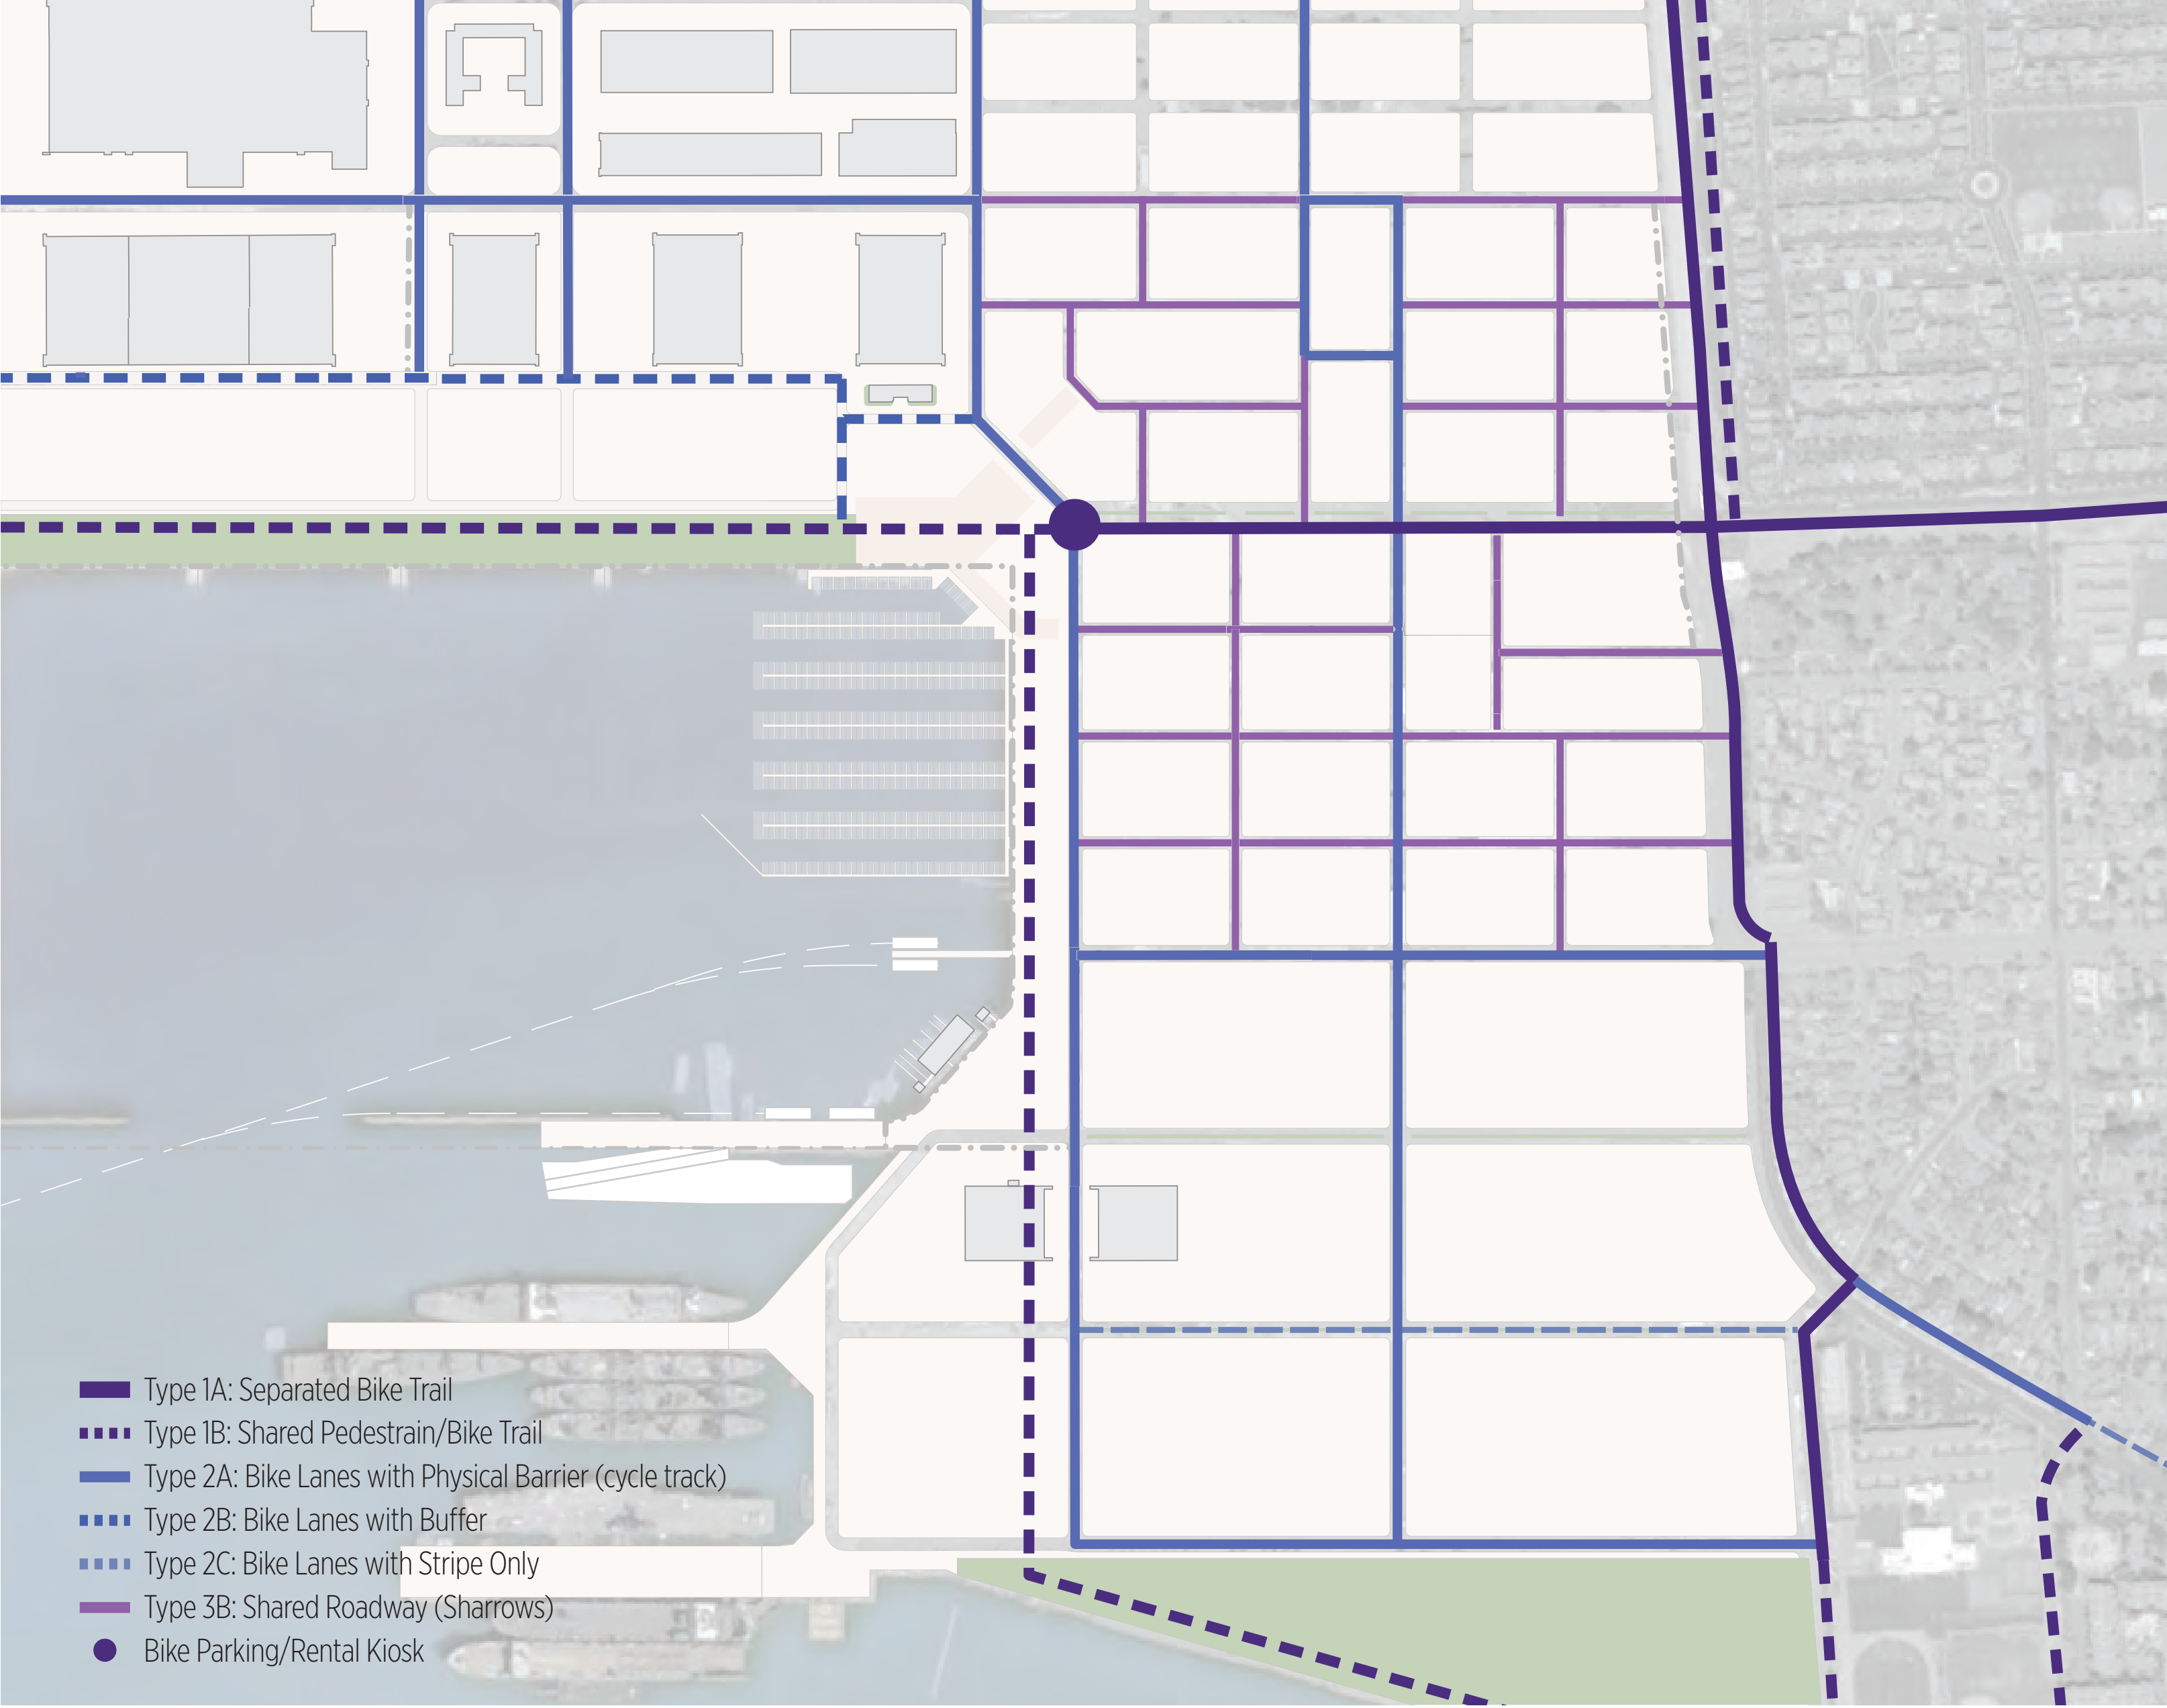 Type 1A: Separated Bike Trail
Type 1B: Shared Pedestrain/Bike Trail
Type 2A: Bike Lanes with Physical Barrier (cycle track)
Type 2B: Bike Lanes with Buffer
Type 2C: Bike Lanes with Stripe Only
Type 3B: Shared Roadway (Sharrows)
Bike Parking/Rental Kiosk